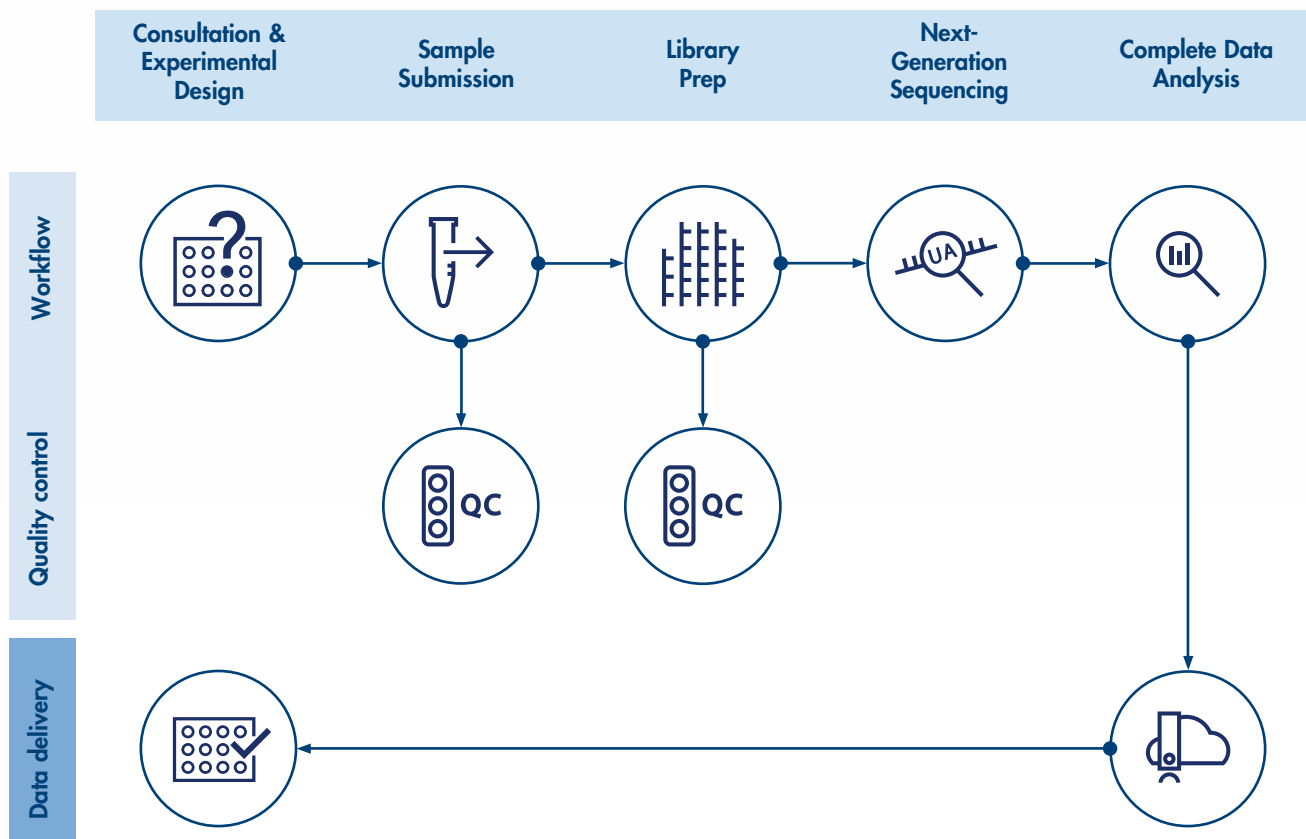 Consultation &
Experimental
Design
Sample
Submission
Library
Prep
Next-
Generation
Sequencing
Complete Data
Analysis
Workflow
UA
Quality control
QC
QC
Data delivery